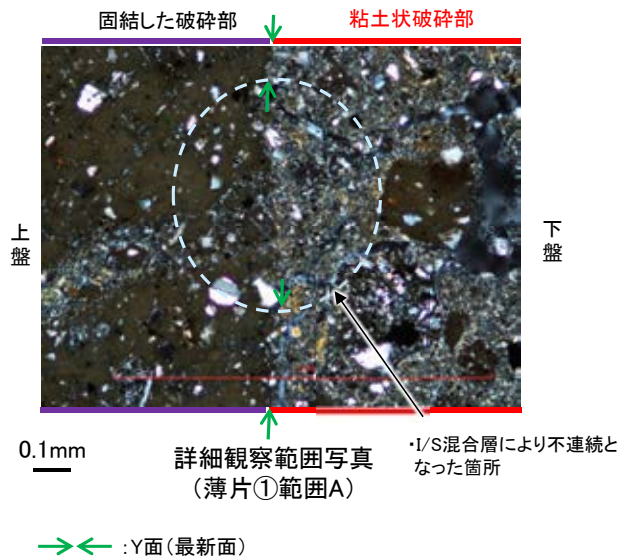 固結した破砕部
粘土状破砕部
上
盤
下
盤
0.1mm
詳細観察範囲写真
(薄片①範囲A)
・I/S混合層により不連続と
なった箇所
:Y面(最新面)